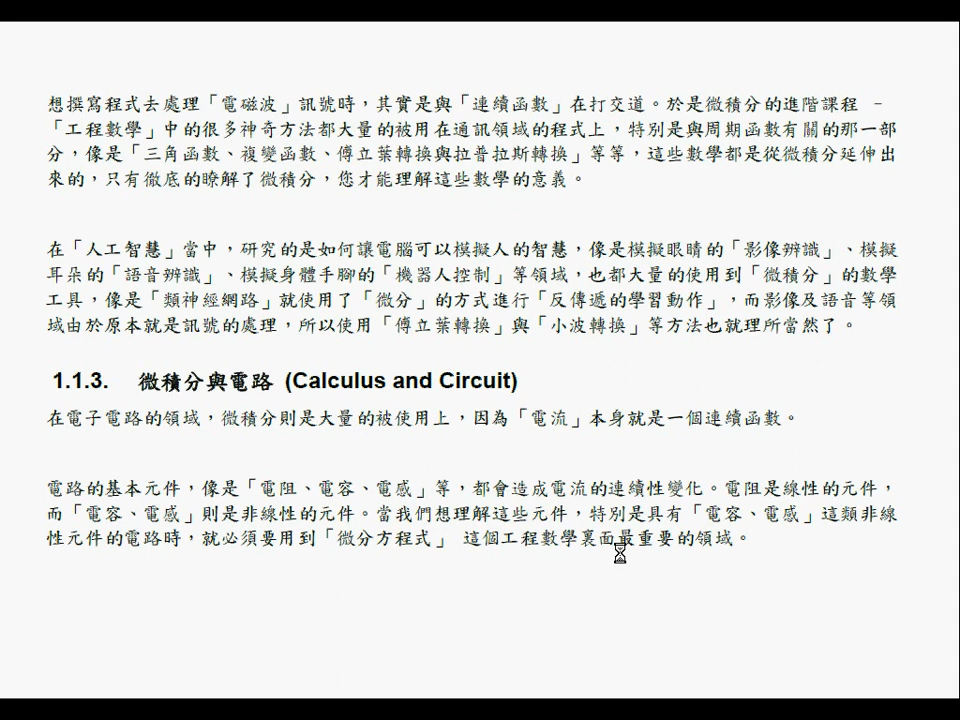 想撰寫程式去處理「電磁波」訊號時，其實是與「連續函數」在打交道。於是微積分的進階課程 －
「工程數學」中的很多神奇方法都大量的被用在通訊領域的程式上，特別是與周期函數有關的那一部
分，像是「三角函數、複變函數、傅立葉轉換與拉普拉斯轉換」等等，這些數學都是從微積分延伸出
來的，只有徹底的瞭解了微積分，您才能理解這些數學的意義。
在「人工智慧」當中，研究的是如何讓電腦可以模擬人的智慧，像是模擬眼睛的「影像辨識」、模擬
耳朵的「語音辨識」、模擬身體手腳的「機器人控制」等領域，也都大量的使用到「微積分」的數學
工具，像是「類神經網路」就使用了「微分」的方式進行「反傳遞的學習動作」，而影像及語音等領
域由於原本就是訊號的處理，所以使用「傅立葉轉換」與「小波轉換」等方法也就理所當然了。
1.1.3. 微積分與電路 (Calculus and Circuit)
在電子電路的領域，微積分則是大量的被使用上，因為「電流」本身就是一個連續函數。
電路的基本元件，像是「電阻、電容、電感」等，都會造成電流的連續性變化。電阻是線性的元件，
而「電容、電感」則是非線性的元件。當我們想理解這些元件，特別是具有「電容、電感」這類非線
性元件的電路時，就必須要用到「微分方程式」 這個工程數學裏面最重要的領域。